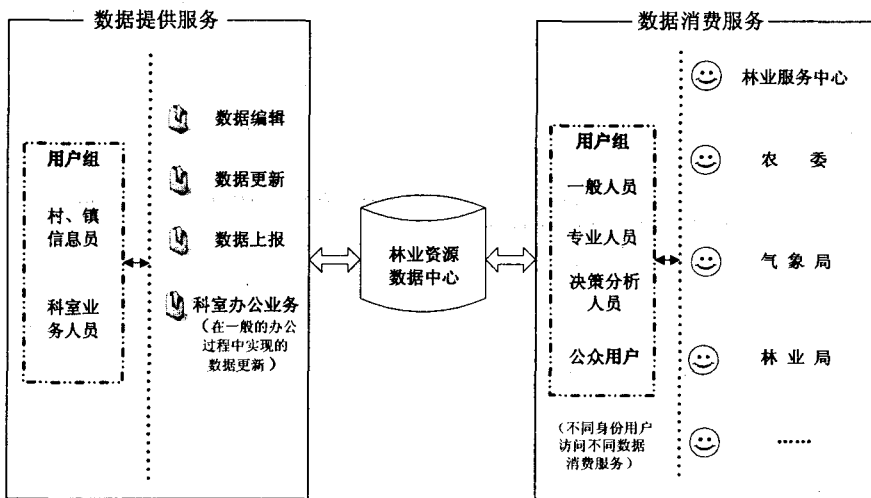 数据提供服务
用户组
村、镇
信息员
科室业
务人员
数据编辑
数据更新
数据上报
科室办公业务
（在一般的办公
过程中实现的
数据更新）
林业资源
数据中心
数据消费服务
用户组
一般人员
专业人员
决策分析
人员
公众用户
（不同身份用户
访问不同数据
消费服务）
林业服务中心
农 委
气 象 局
林 业 局
……